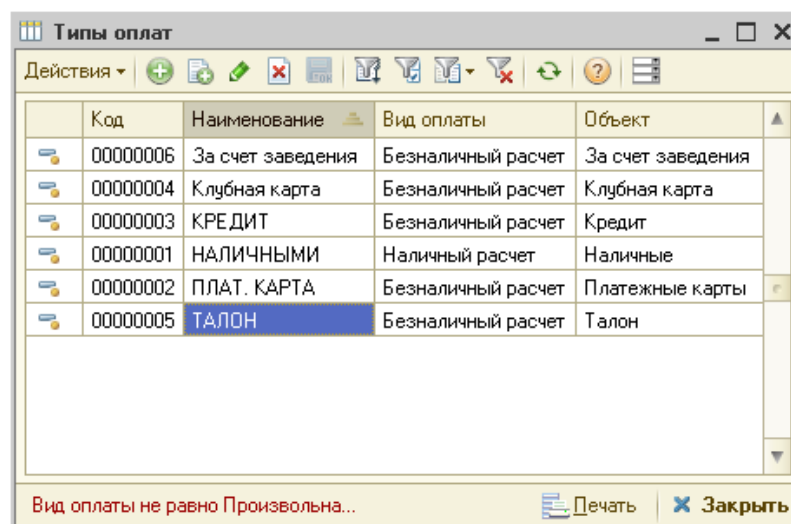 Типы оплат
Действия
Код Наименование Вид оплаты Объект
00000006 За счет заведения Безналичный расчет За счет заведения
00000004 Клубная карта Безналичный расчет Клубная карта
00000003 КРЕДИТ Безналичный расчет Кредит
00000001 НАЛИЧНЫМИ Наличный расчет Наличные
00000002 ПЛАТ. КАРТА Безналичный расчет Платежные карты
00000005 ТАЛОН Безналичный расчет Талон
Вид оплаты не равно Произвольна... Печать Закрыть